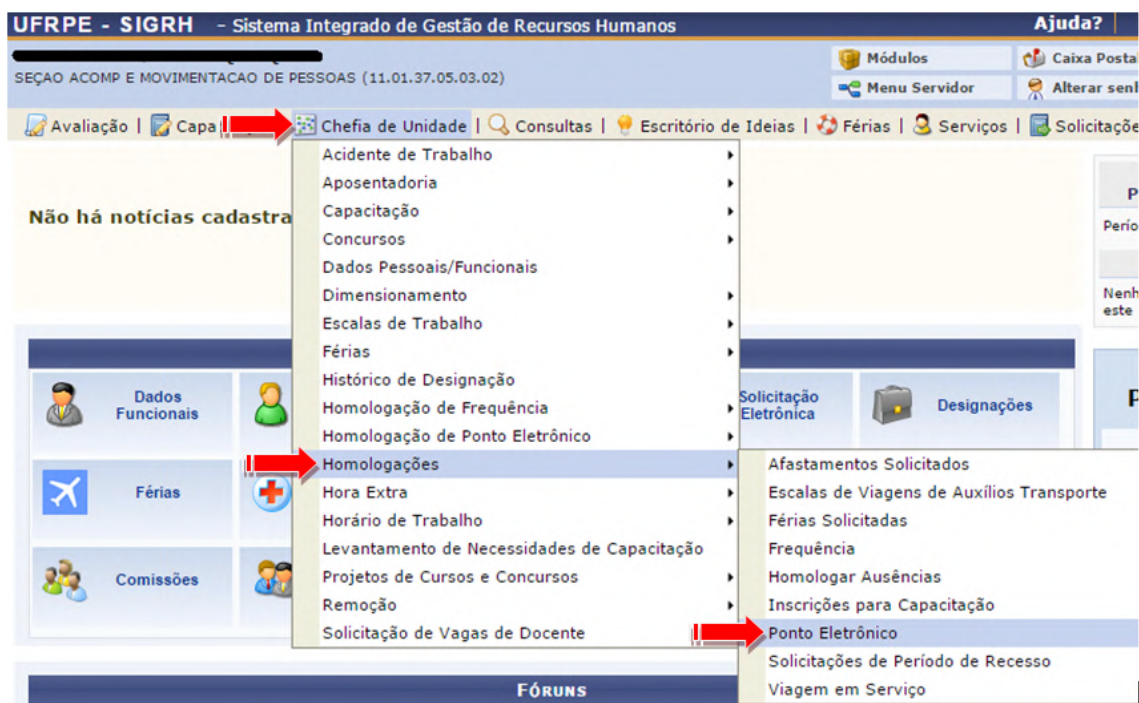 UFRPE - SIGRH - Sistema Integrado de Gestão de Recursos Humanos Ajuda?
SEÇAO ACOMP E MOVIMENTACAO DE PESSOAS (11.01.37.05.03.02)
Módulos
Caixa Posta
Menu Servidor
Alterar senh
Avaliação | Capa Chefia de Unidade | Consultas | Escritório de Ideias | Férias | Serviços | Solicitaçõe
Não há notícias cadastra
Acidente de Trabalho
Aposentadoria
Capacitação
Concursos
Dados Pessoais/Funcionais
Dimensionamento
Escalas de Trabalho
Férias
Histórico de Designação
Homologação de Frequência
Homologação de Ponto Eletrônico
Homologações
Hora Extra
Horário de Trabalho
Levantamento de Necessidades de Capacitação
Projetos de Cursos e Concursos
Remoção
Solicitação de Vagas de Docente
Afastamentos Solicitados
Escalas de Viagens de Auxílios Transporte
Férias Solicitadas
Frequência
Homologar Ausências
Inscrições para Capacitação
Ponto Eletrônico
Solicitações de Período de Recesso
Viagem em Serviço
Dados
Funcionais
Solicitação
Eletrônica
Designações
Férias
Comissões
FÓRUNS
P
Perío
Nenh
este
P